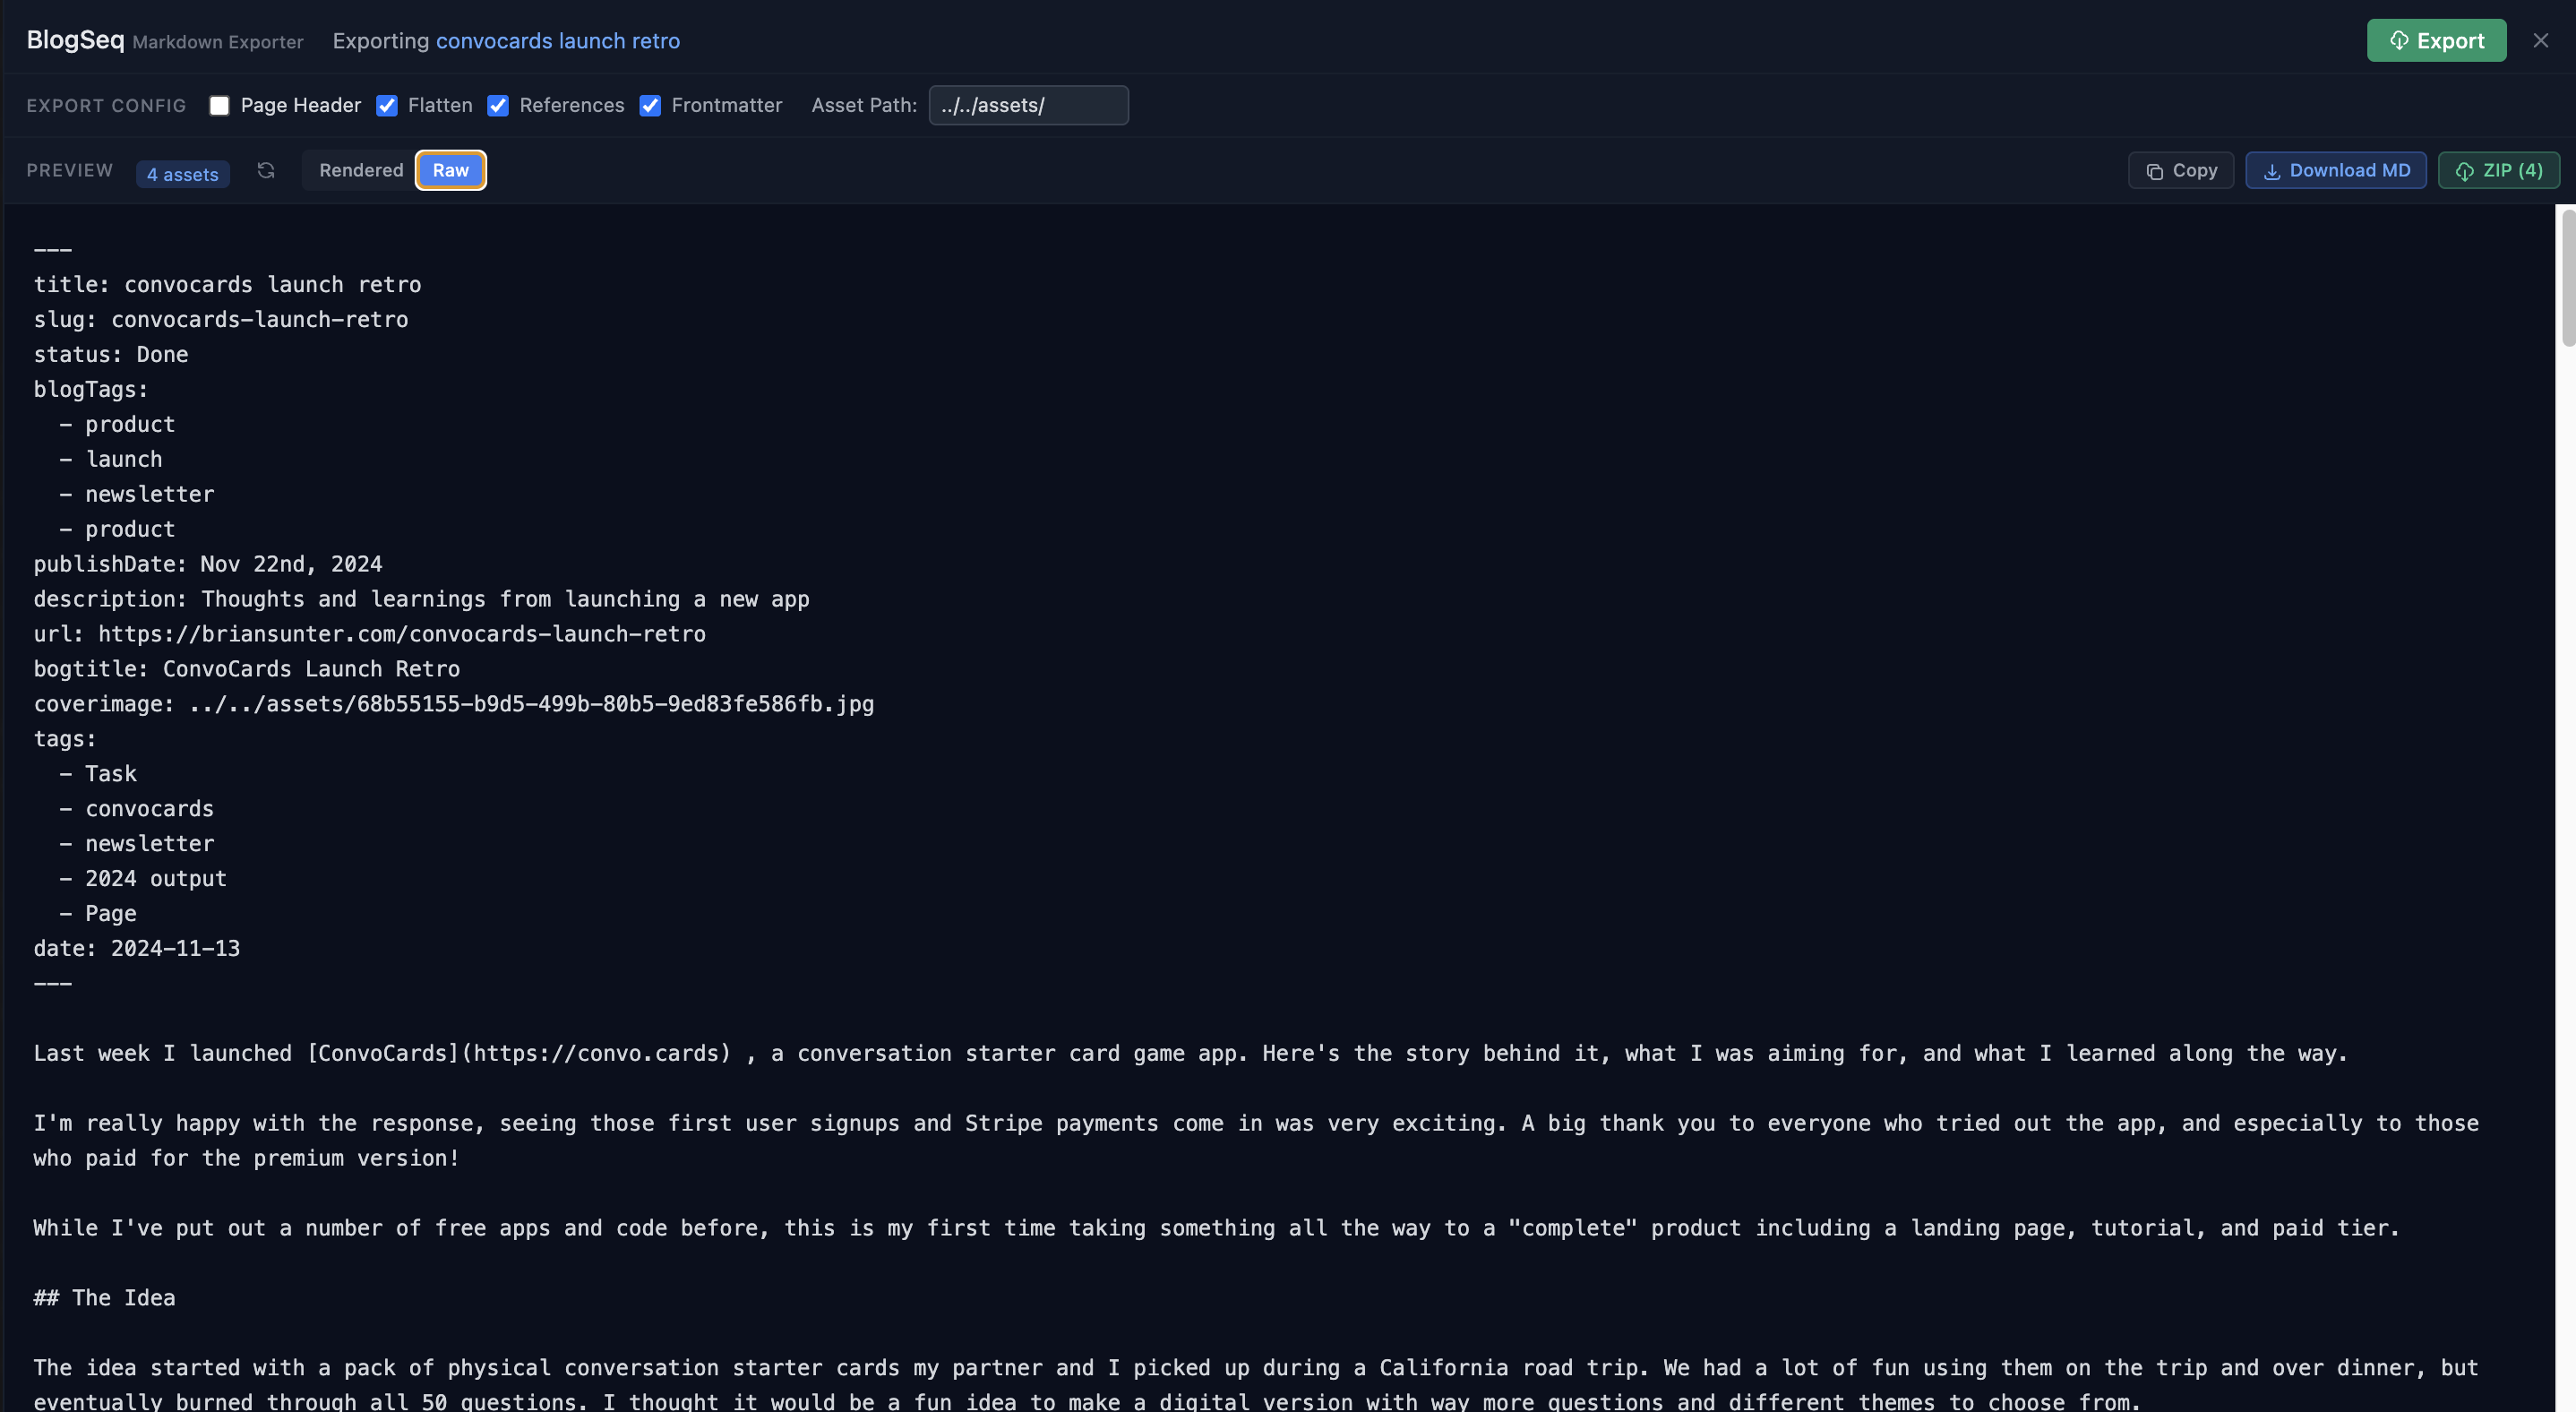 BlogSeq Markdown Exporter Exporting convocards launch retro Export
EXPORT CONFIG Page Header Flatten References Frontmatter Asset Path: ../../assets/
PREVIEW 4 assets Rendered Raw Copy Download MD ZIP (4)
---
title: convocards launch retro
slug: convocards-launch-retro
status: Done
blogTags:
  - product
  - launch
  - newsletter
  - product
publishDate: Nov 22nd, 2024
description: Thoughts and learnings from launching a new app
url: https://briansunter.com/convocards-launch-retro
bogtitle: ConvoCards Launch Retro
coverimage: ../../assets/68b55155-b9d5-499b-80b5-9ed83fe586fb.jpg
tags:
  - Task
  - convocards
  - newsletter
  - 2024 output
  - Page
date: 2024-11-13
---
Last week I launched [ConvoCards](https://convo.cards) , a conversation starter card game app. Here's the story behind it, what I was aiming for, and what I learned along the way.
I'm really happy with the response, seeing those first user signups and Stripe payments come in was very exciting. A big thank you to everyone who tried out the app, and especially to those
who paid for the premium version!
While I've put out a number of free apps and code before, this is my first time taking something all the way to a "complete" product including a landing page, tutorial, and paid tier.
## The Idea
The idea started with a pack of physical conversation starter cards my partner and I picked up during a California road trip. We had a lot of fun using them on the trip and over dinner, but
eventually burned through all 50 questions. I thought it would be a fun idea to make a digital version with way more questions and different themes to choose from.